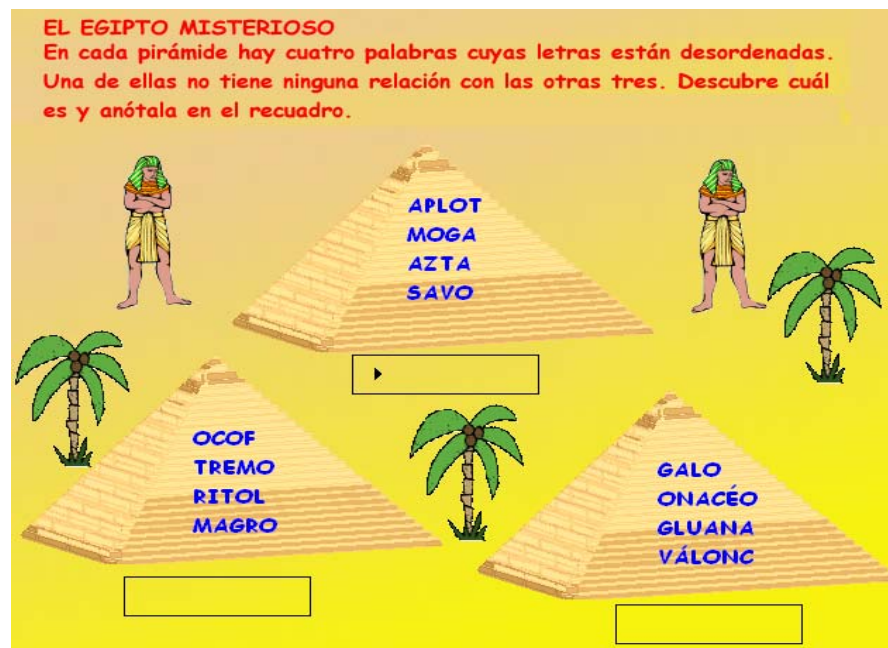 EL EGIPTO MISTERIOSO
En cada pirámide hay cuatro palabras cuyas letras están desordenadas.
Una de ellas no tiene ninguna relación con las otras tres. Descubre cuál
es y anótala en el recuadro.
APLOT
MOGA
AZTA
SAVO
OCOF
TREMO
RITOL
MAGRO
GALO
ONACÉO
GLUANA
VÁLONC